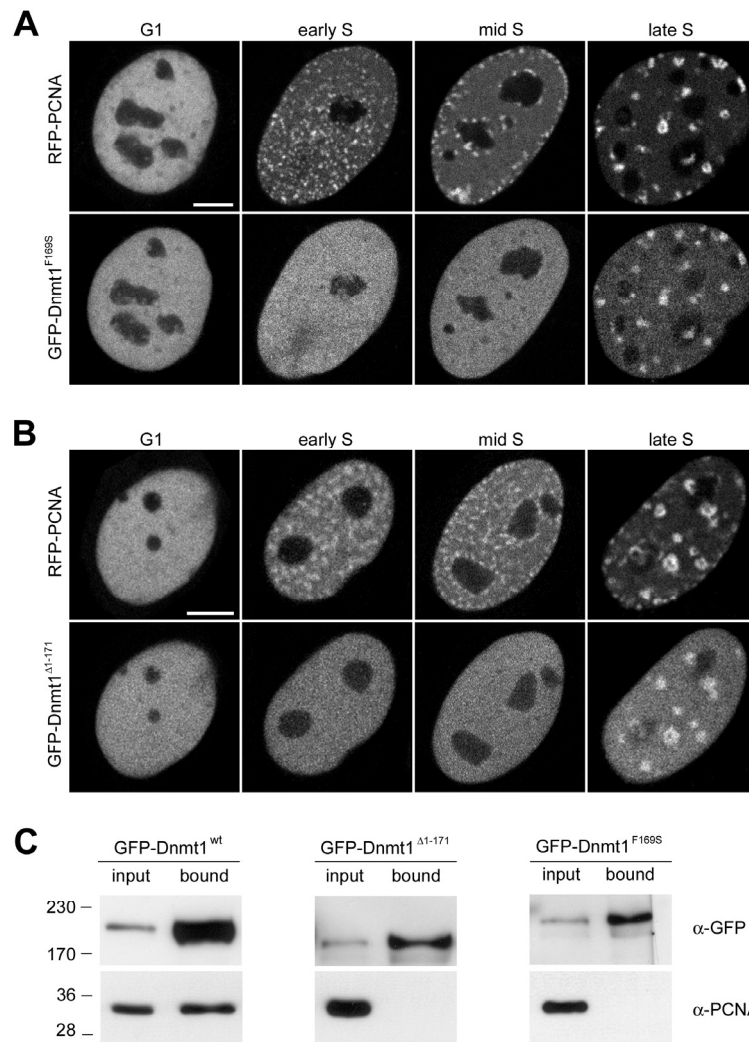 A
G1 early S mid S late S
RFP-PCNA
GFP-Dnmt1F169S
B
G1 early S mid S late S
RFP-PCNA
GFP-Dnmt1Δ1-171
C
GFP-Dnmt1wt GFP-Dnmt1Δ1-171 GFP-Dnmt1F169S
input bound input bound input bound
230
170
α-GFP
36
28
α-PCNA